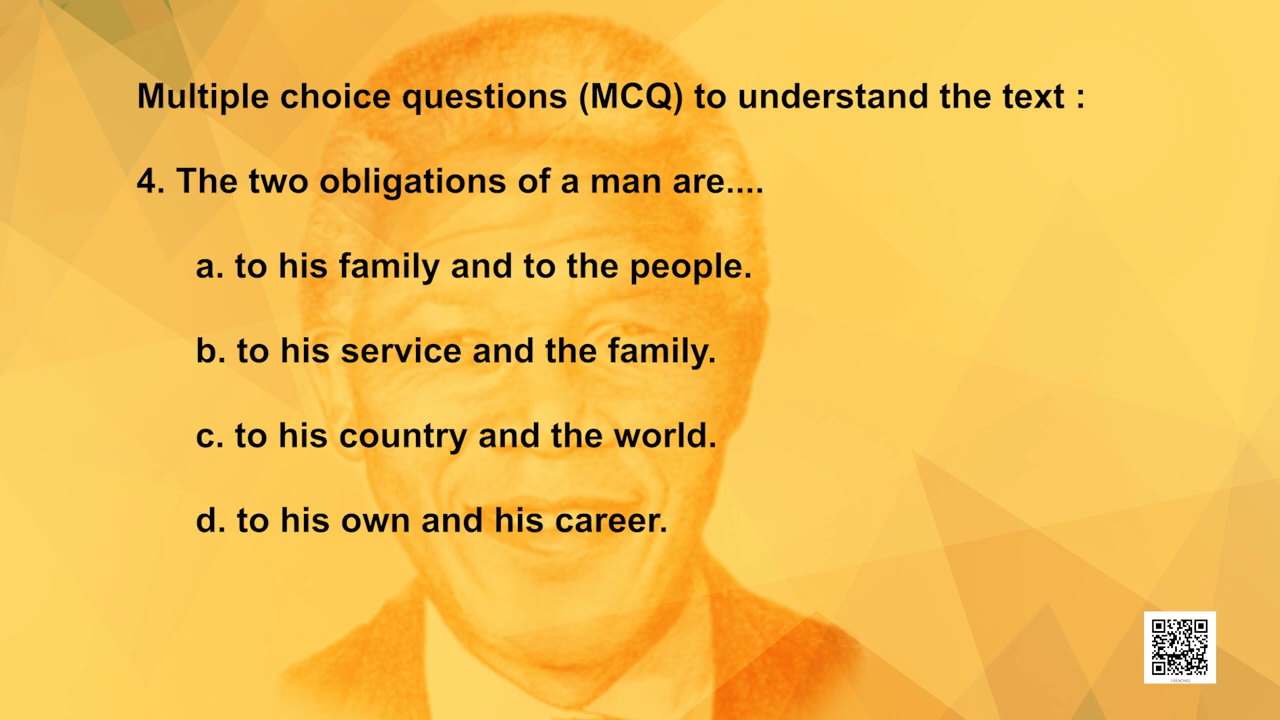 Multiple choice questions (MCQ) to understand the text :
4. The two obligations of a man are....
a. to his family and to the people.
b. to his service and the family.
c. to his country and the world.
d. to his own and his career.